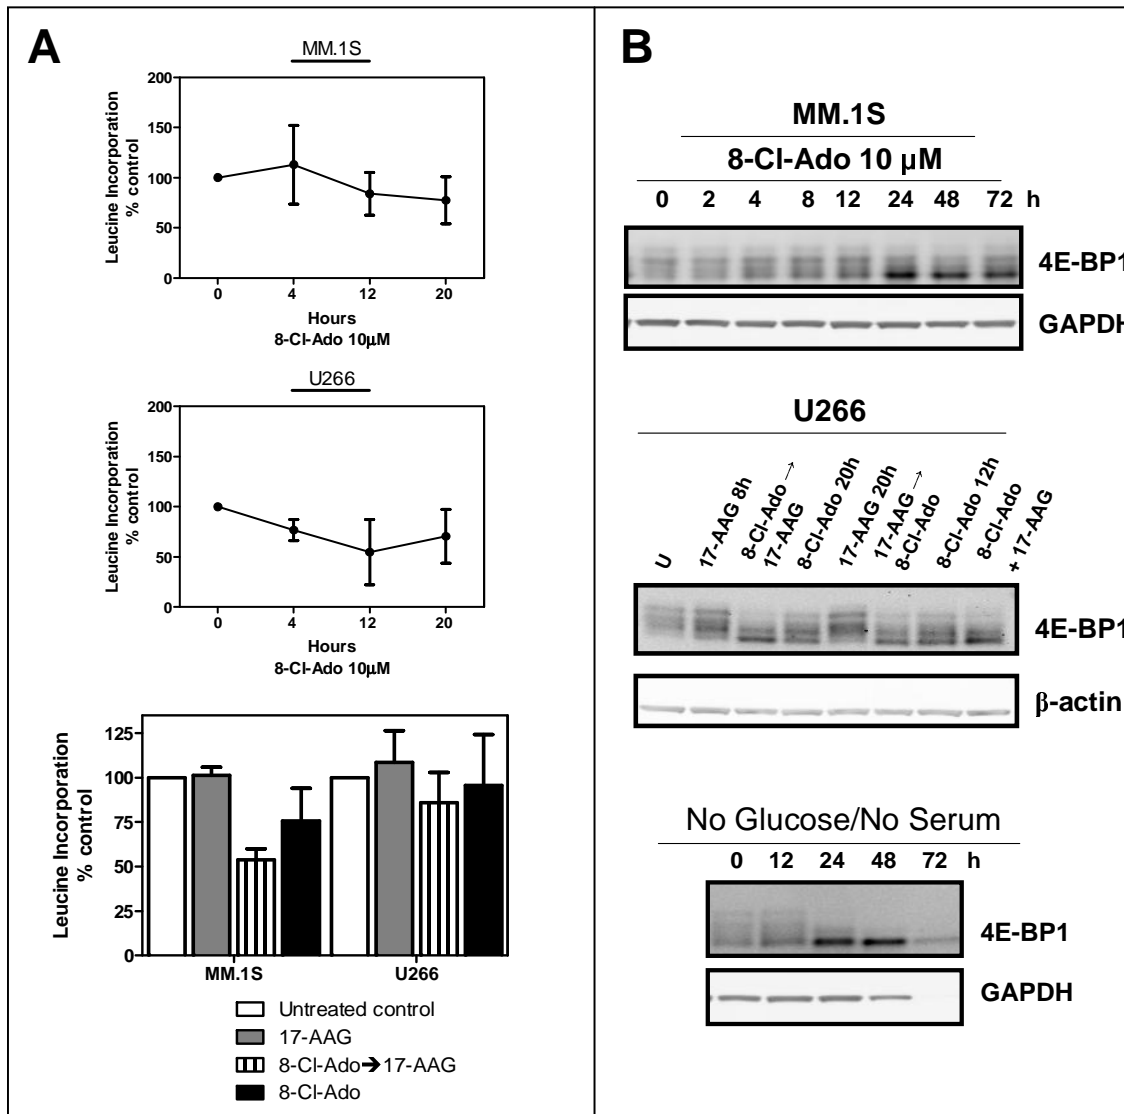 A
MM.1S
Leucine Incorporation
% control
200
150
100
50
0
0 4 12 20
Hours
8-Cl-Ado 10µM
U266
Leucine Incorporation
% control
200
150
100
50
0
0 4 12 20
Hours
8-Cl-Ado 10µM
Leucine Incorporation
% control
125
100
75
50
25
0
MM.1S U266
Untreated control
17-AAG
8-Cl-Ado➔17-AAG
8-Cl-Ado
B
MM.1S
8-Cl-Ado 10 µM
0 2 4 8 12 24 48 72 h
4E-BP1
GAPDH
U266
U
17-AAG 8h
8-Cl-Ado →
17-AAG
8-Cl-Ado 20h
17-AAG 20h
17-AAG →
8-Cl-Ado
8-Cl-Ado 12h
8-Cl-Ado
+ 17-AAG
4E-BP1
β-actin
No Glucose/No Serum
0 12 24 48 72 h
4E-BP1
GAPDH